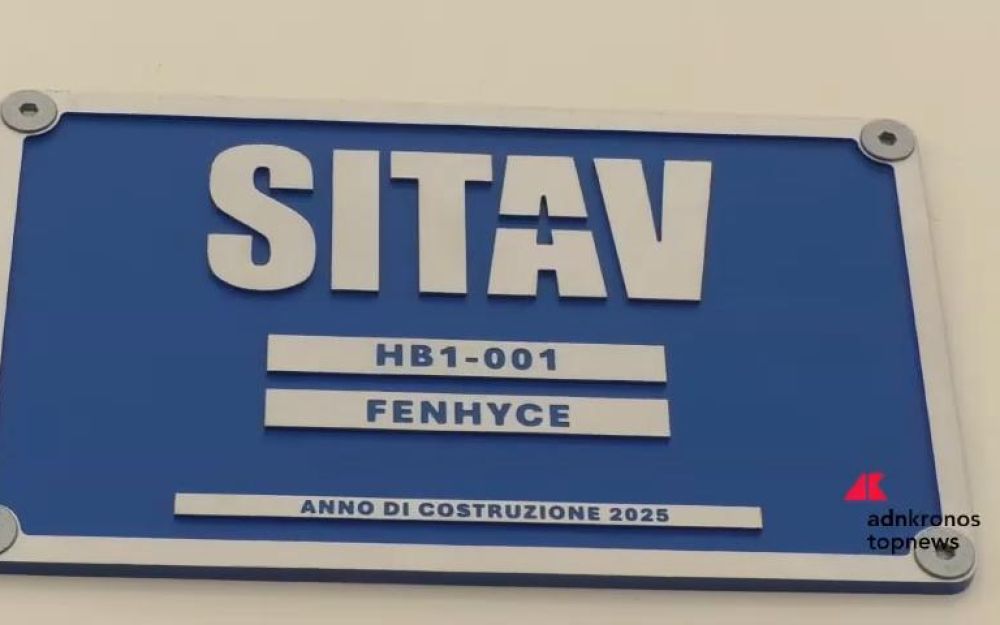 SITAV
HB1-001
FENHYCE
ANNO DI COSTRUZIONE 2025
adnkronos
topnews